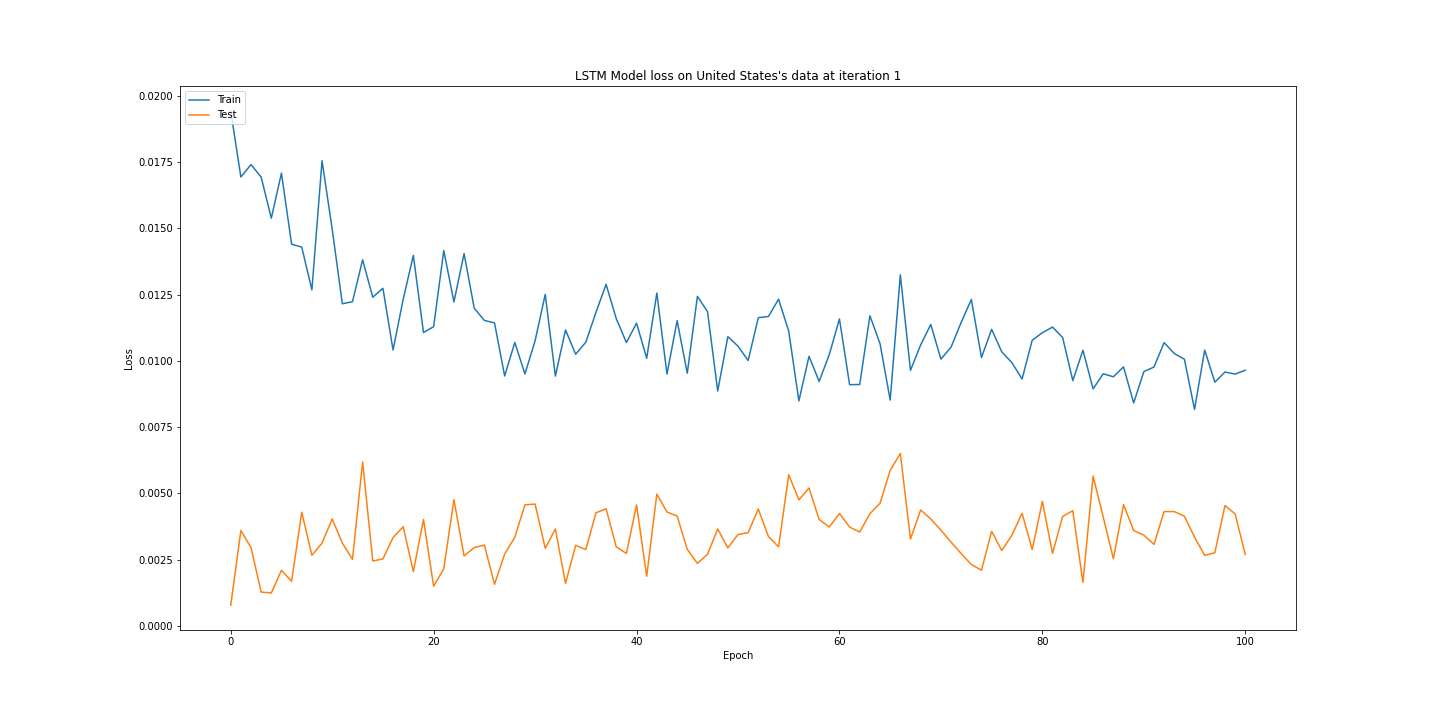 LSTM Model loss on United States's data at iteration 1
Train
Test
0.0200
0.0175
0.0150
0.0125
0.0100
0.0075
0.0050
0.0025
0.0000
Loss
0 20 40 60 80 100
Epoch